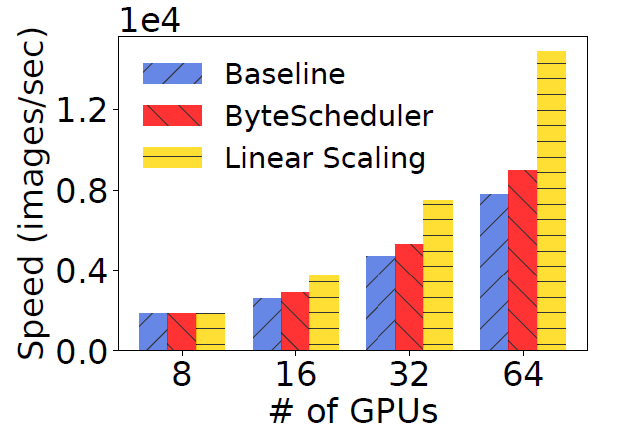 1e4
Speed (images/sec)
1.2
0.8
0.4
0.0
Baseline
ByteScheduler
Linear Scaling
8 16 32 64
# of GPUs